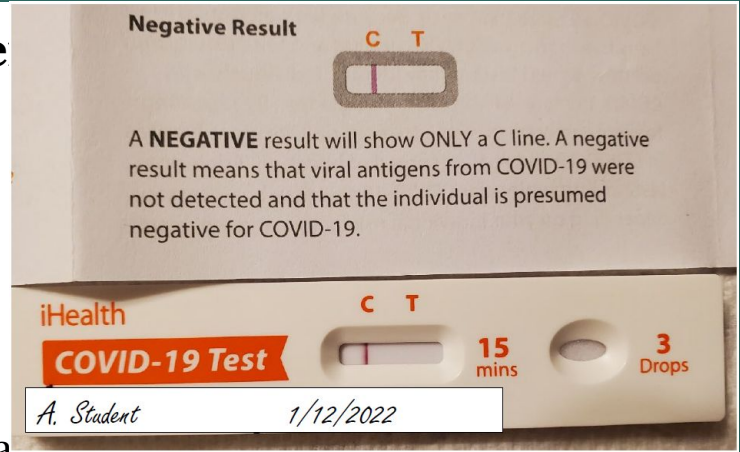 Negative Result
C T
A NEGATIVE result will show ONLY a C line. A negative
result means that viral antigens from COVID-19 were
not detected and that the individual is presumed
negative for COVID-19.
iHealth
C T
COVID-19 Test
15
mins
3
Drops
A. Student 1/12/2022